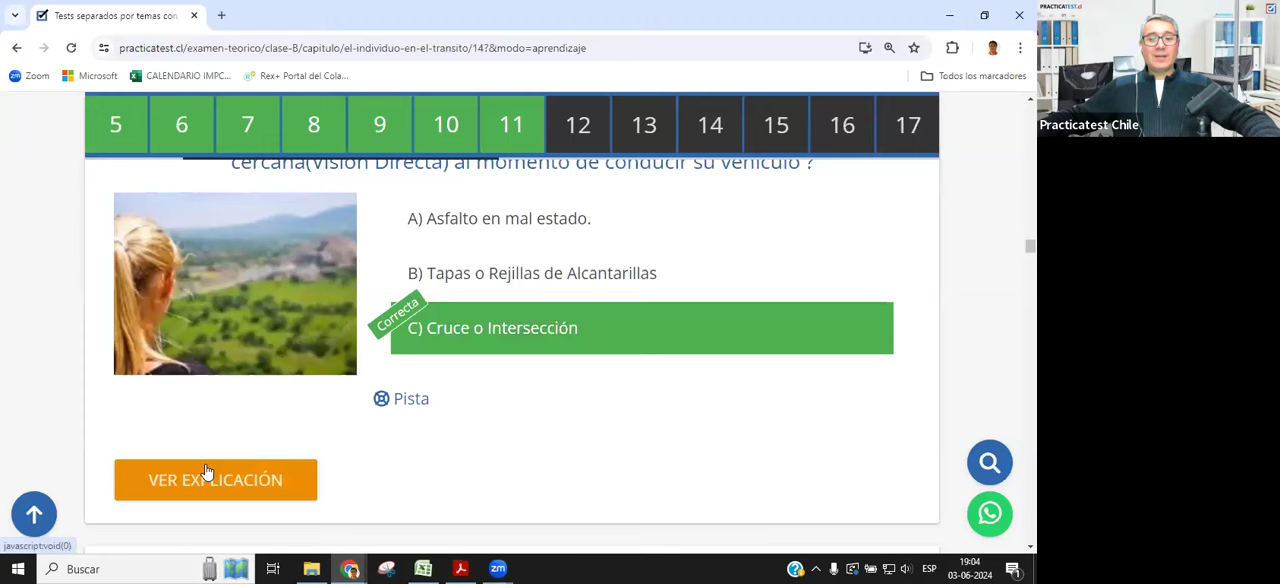 Tests separados por temas con
practicatest.cl/examen-teorico/clase-B/capitulo/el-individuo-en-el-transito/147&modo=aprendizaje
Zoom
Microsoft
CALENDARIO IMPC...
Rex+ Portal del Cola...
Todos los marcadores
5 6 7 8 9 10 11 12 13 14 15 16 17
cercana(Visión Directa) al momento de conducir su vehículo ?
A) Asfalto en mal estado.
B) Tapas o Rejillas de Alcantarillas
Correcta
C) Cruce o Intersección
Pista
VER EXPLICACIÓN
javascript:void(0)
Buscar
ESP
19:04
03-06-2024
PRACTICATEST.cl
Practicatest Chile